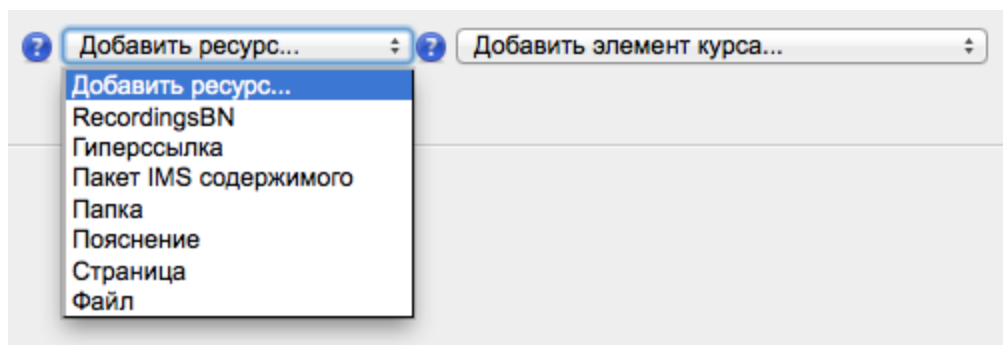 Добавить ресурс... Добавить элемент курса...
Добавить ресурс...
RecordingsBN
Гиперссылка
Пакет IMS содержимого
Папка
Пояснение
Страница
Файл